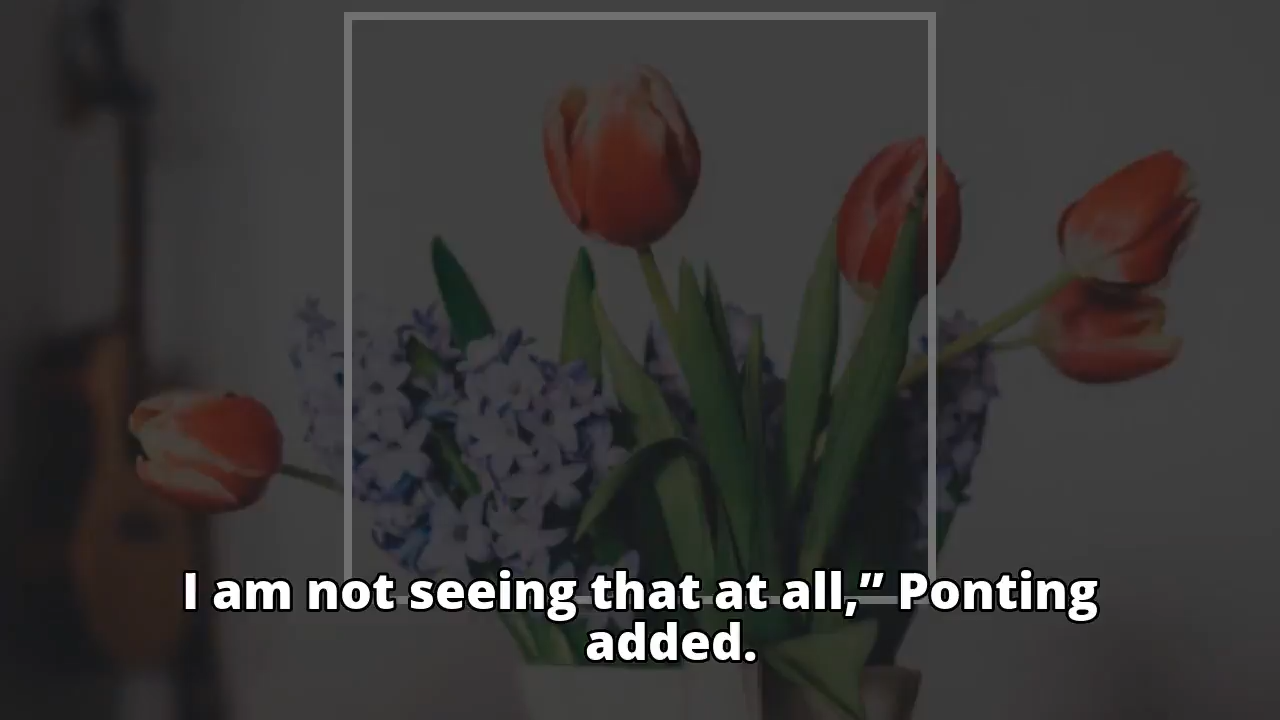 I am not seeing that at all,” Ponting
added.